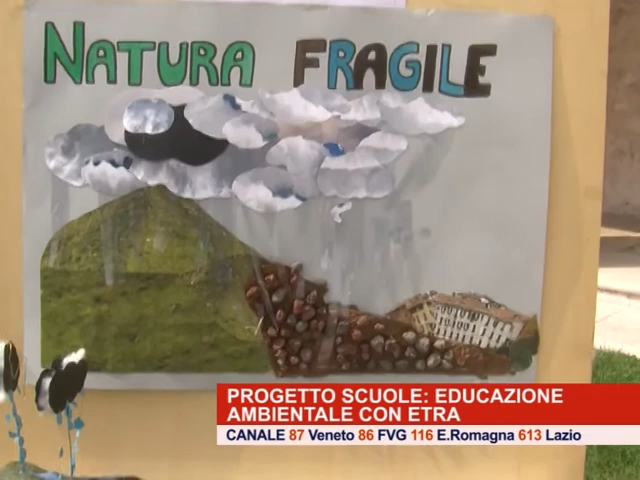 NATURA FRAGILE
PROGETTO SCUOLE: EDUCAZIONE
AMBIENTALE CON ETRA
CANALE 87 Veneto 86 FVG 116 E.Romagna 613 Lazio